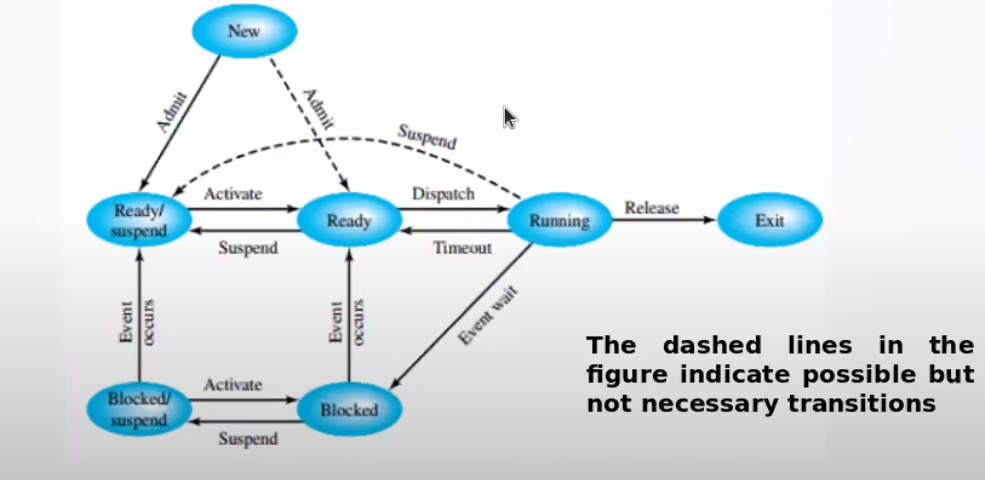 New
Admit
Admit
Suspend
Ready/
suspend
Activate
Suspend
Ready
Dispatch
Timeout
Running
Release
Exit
Event
occurs
Event
occurs
Event wait
The dashed lines in the
figure indicate possible but
not necessary transitions
Blocked/
suspend
Activate
Suspend
Blocked